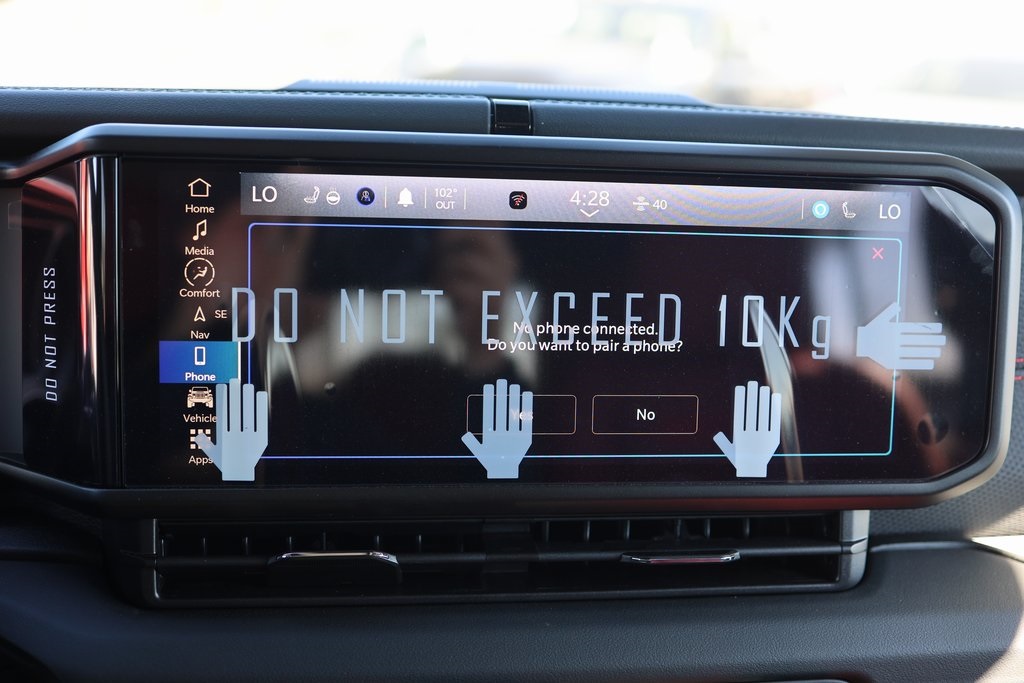 LO
102°
OUT
4:28
40
LO
Home
Media
Comfort
SE
Nav
Phone
Vehicle
Apps
DO NOT PRESS
DO NOT EXCEED 10Kg
No phone connected.
Do you want to pair a phone?
Yes
No